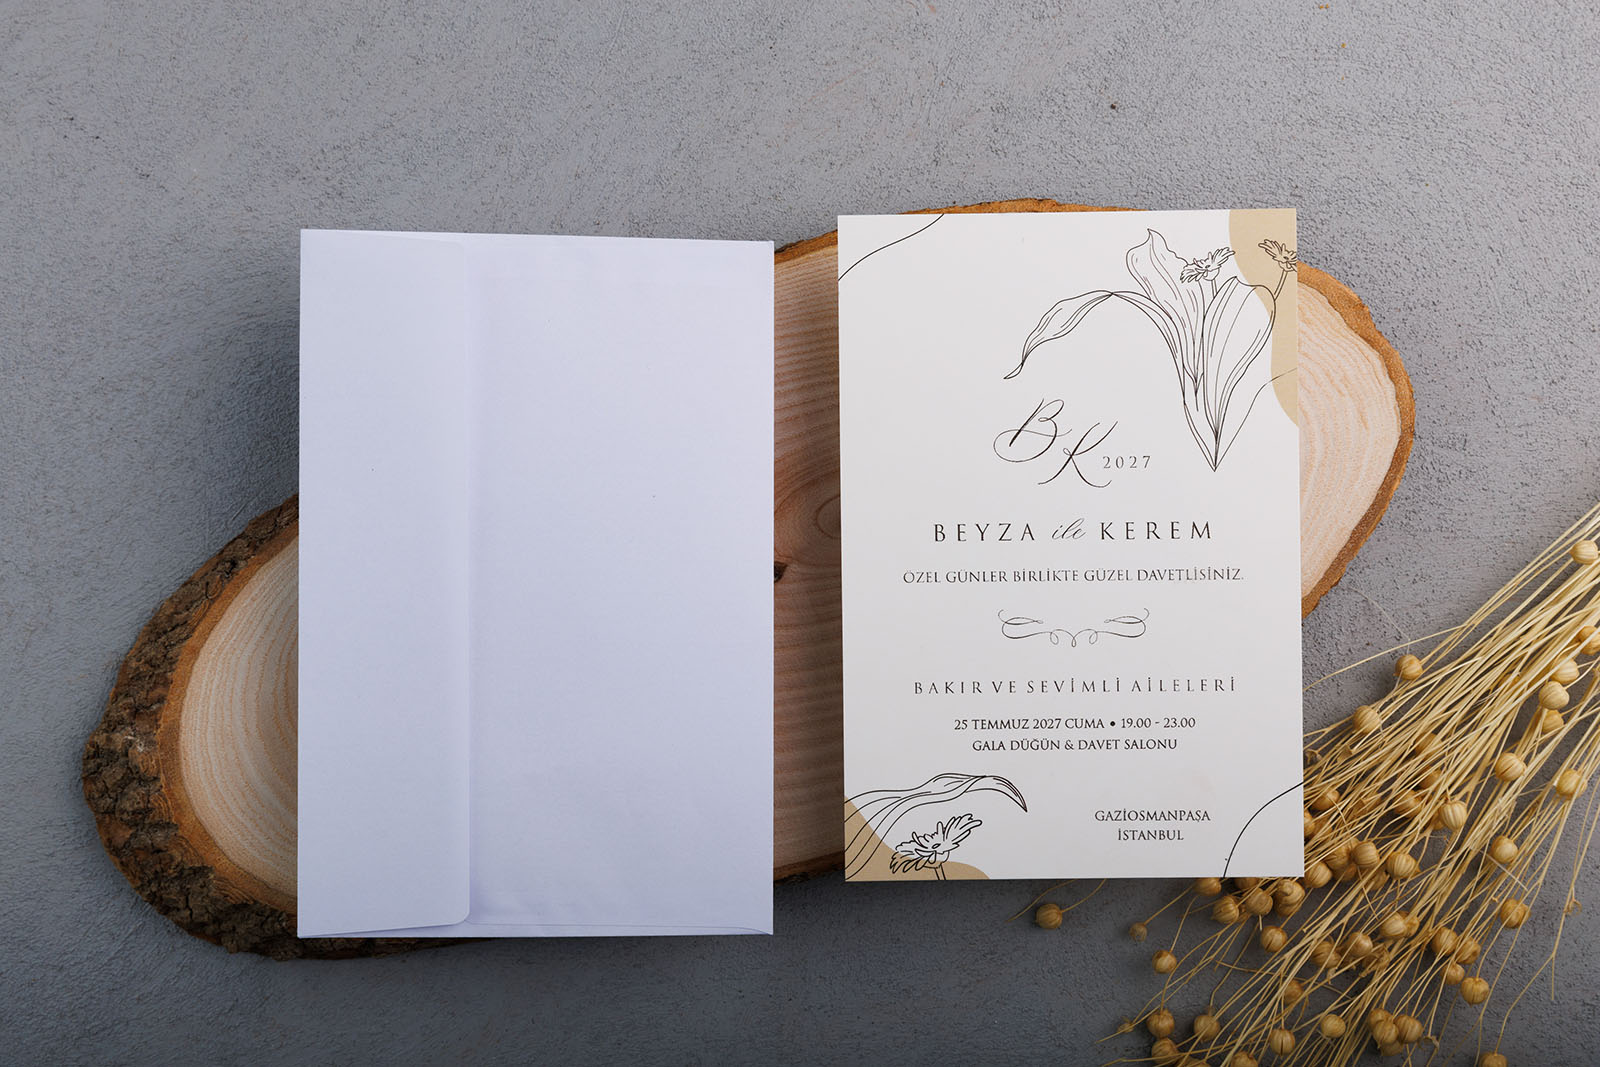 B K 2027
BEYZA ile KEREM
ÖZEL GÜNLER BİRLİKTE GÜZEL DAVETLİSİNİZ.
BAKIR VE SEVİMLİ AİLELERİ
25 TEMMUZ 2027 CUMA • 19.00 - 23.00
GALA DÜĞÜN & DAVET SALONU
GAZİOSMANPAŞA
İSTANBUL